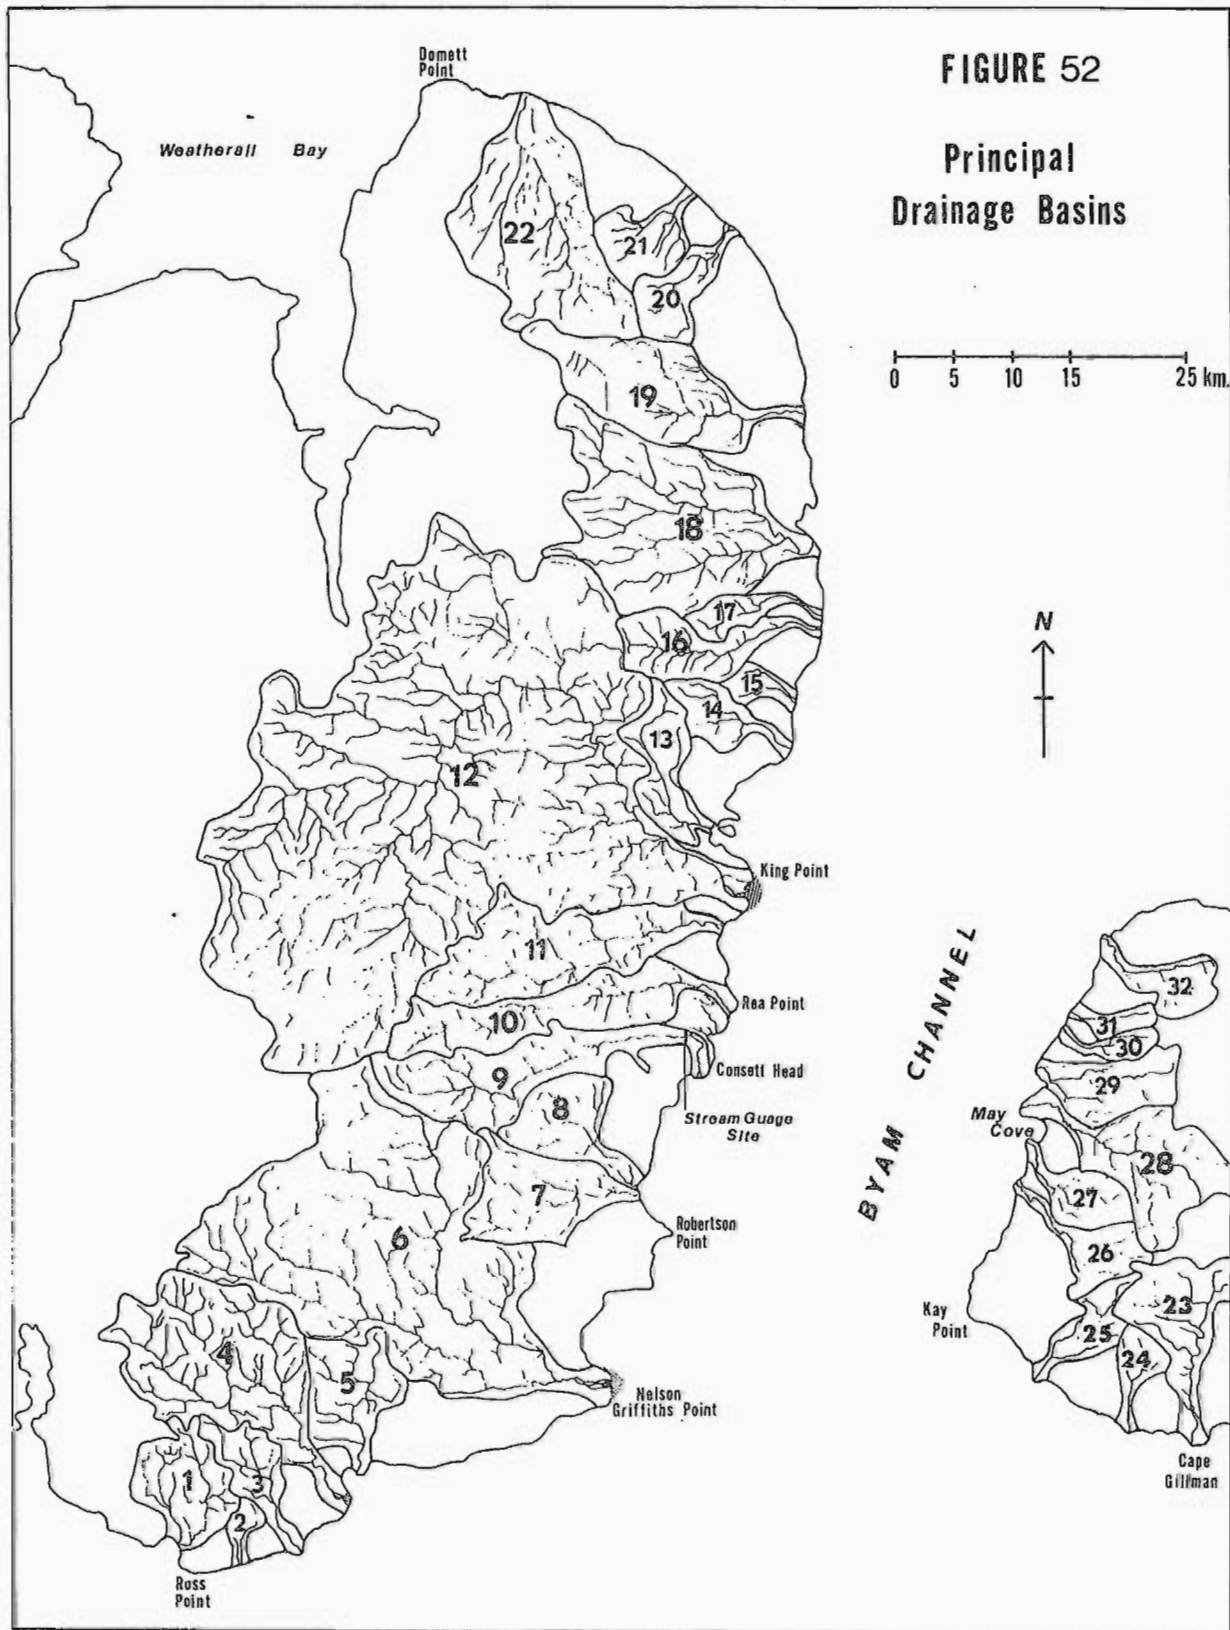 FIGURE 52
Principal
Drainage Basins
Domett
Point
Weatherall Bay
0 5 10 15 25 km.
N
22
21
20
19
18
17
16
15
14
13
12
King Point
11
Rea Point
10
Consett Head
9
8
Stream Guage
Site
7
Robertson
Point
6
5
4
Nelson
Griffiths Point
3
1
2
Ross
Point
BYAM CHANNEL
32
31
30
29
May
Cove
28
27
26
23
Kay
Point
25
24
Cape
Gillman